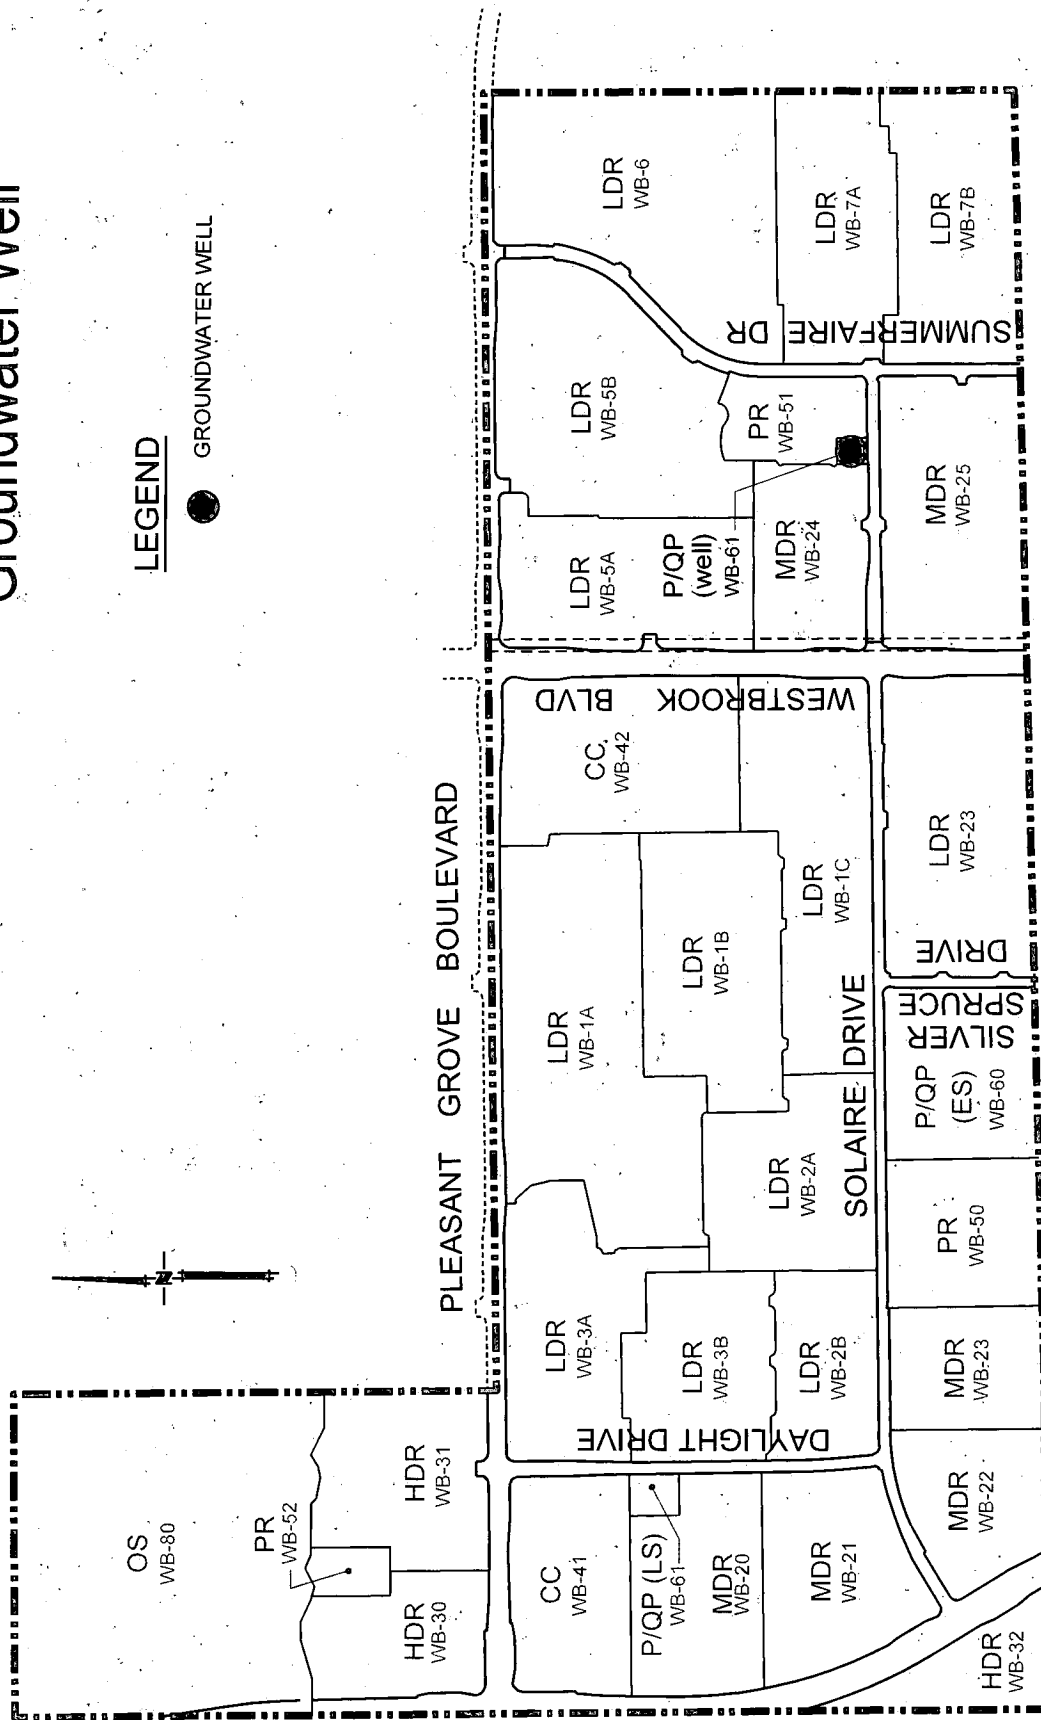 Groundwater Well
LEGEND
GROUNDWATER WELL
PLEASANT GROVE BOULEVARD
OS
WB-80
PR
WB-52
HDR
WB-30
HDR
WB-31
CC
WB-41
P/QP (LS)
WB-61
MDR
WB-20
MDR
WB-21
HDR
WB-32
MDR
WB-22
DAYLIGHT DRIVE
LDR
WB-3A
LDR
WB-3B
LDR
WB-2B
LDR
WB-2A
LDR
WB-1A
LDR
WB-1B
LDR
WB-1C
CC
WB-42
SOLAIRE DRIVE
MDR
WB-23
PR
WB-50
P/QP
(ES)
WB-60
SILVER
SPRUCE
DRIVE
LDR
WB-23
WESTBROOK BLVD
LDR
WB-5A
LDR
WB-5B
P/QP
(well)
WB-61
MDR
WB-24
PR
WB-51
MDR
WB-25
SUMMERFAIRE DR
LDR
WB-6
LDR
WB-7A
LDR
WB-7B
N